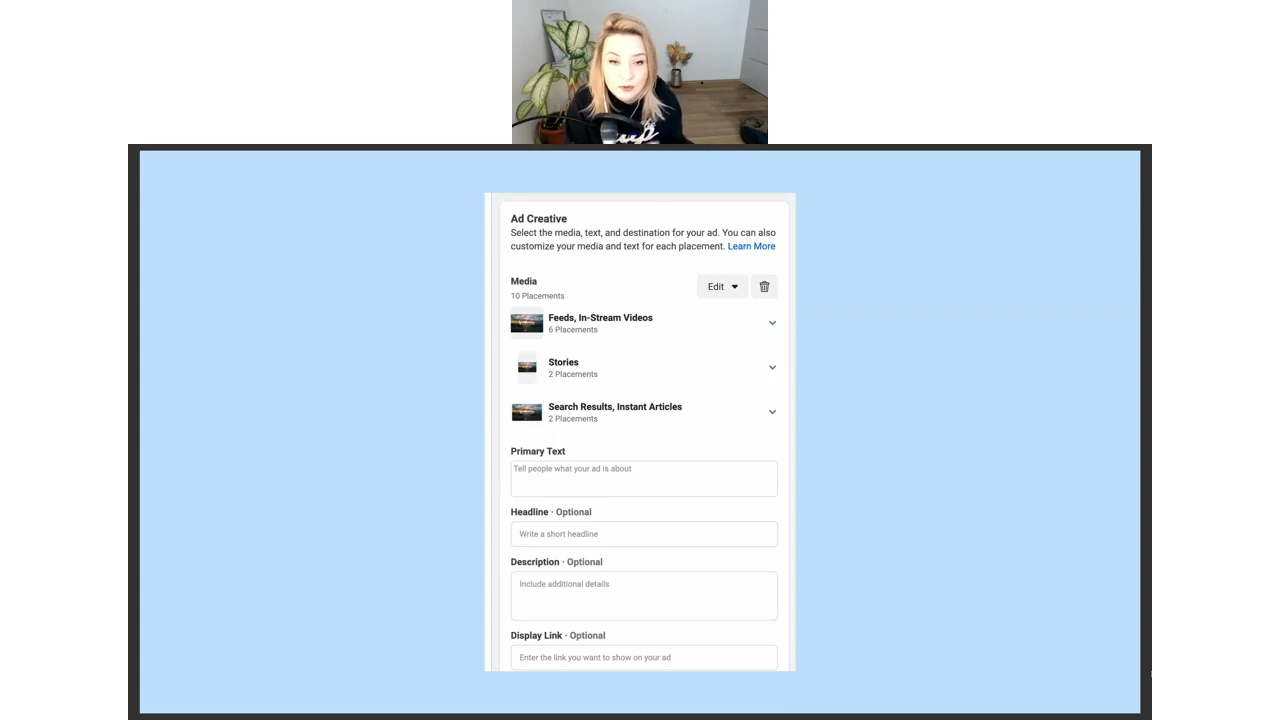 Ad Creative
Select the media, text, and destination for your ad. You can also
customize your media and text for each placement. Learn More
Media
10 Placements
Edit
Feeds, In-Stream Videos
6 Placements
Stories
2 Placements
Search Results, Instant Articles
2 Placements
Primary Text
Tell people what your ad is about
Headline · Optional
Write a short headline
Description · Optional
Include additional details
Display Link · Optional
Enter the link you want to show on your ad